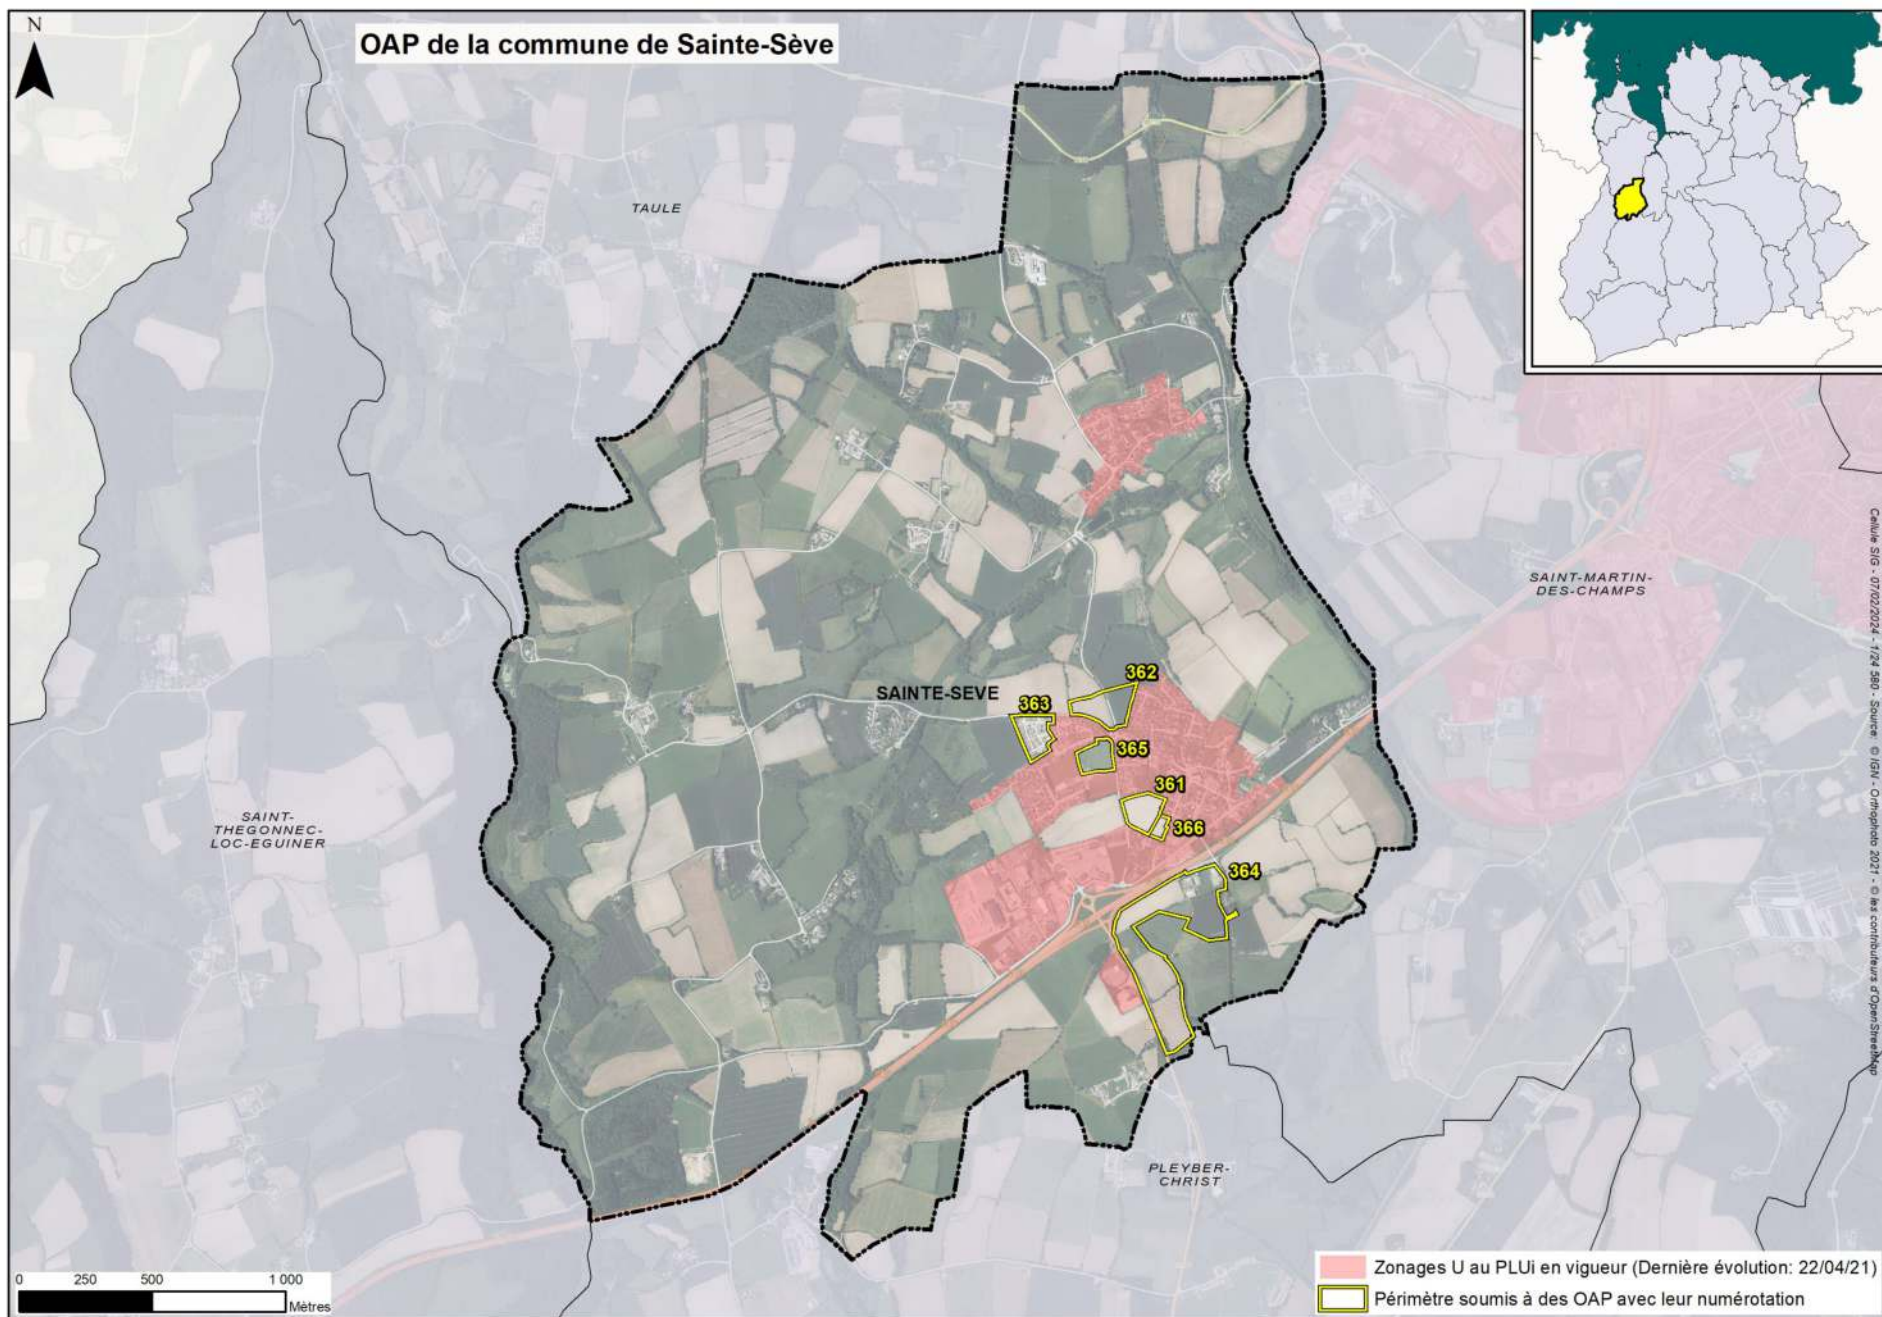 N
OAP de la commune de Sainte-Sève
TAULE
SAINT-MARTIN-
DES-CHAMPS
362
SAINTE-SEVE
363
365
361
366
SAINT-
THEGONNEC-
LOC-EGUINER
364
PLEYBER-
CHRIST
Cellule SIG - 07/02/2024 - 1/24 580 - Source: © IGN - Orthophoto 2021 - © les contributeurs d'OpenStreetMap
0 250 500 1 000
Mètres
Zonages U au PLUi en vigueur (Dernière évolution: 22/04/21)
Périmètre soumis à des OAP avec leur numérotation